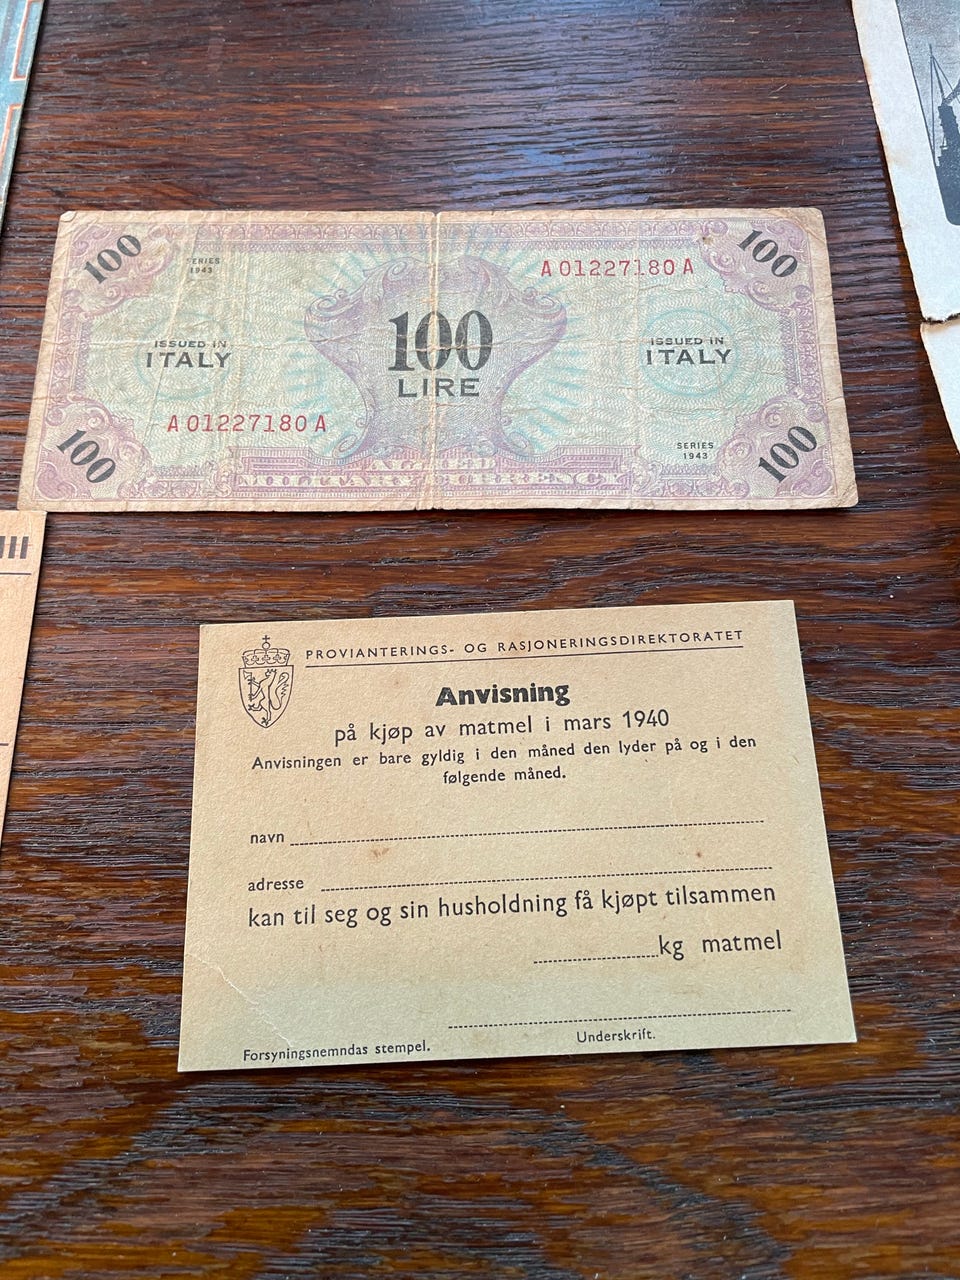 100
100
SERIES
1943
A 01227180 A
100
LIRE
ISSUED IN
ITALY
ISSUED IN
ITALY
A 01227180 A
SERIES
1943
100
100
ALLIED
MILITARY CURRENCY
PROVIANTERINGS- OG RASJONERINGSDIREKTORATET
Anvisning
på kjøp av matmel i mars 1940
Anvisningen er bare gyldig i den måned den lyder på og i den
følgende måned.
navn
adresse
kan til seg og sin husholdning få kjøpt tilsammen
kg matmel
Forsyningsnemndas stempel.
Underskrift.